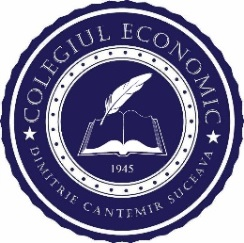 COLEGIUL ECONOMIC
1945
DIMITRIE CANTEMIR SUCEAVA